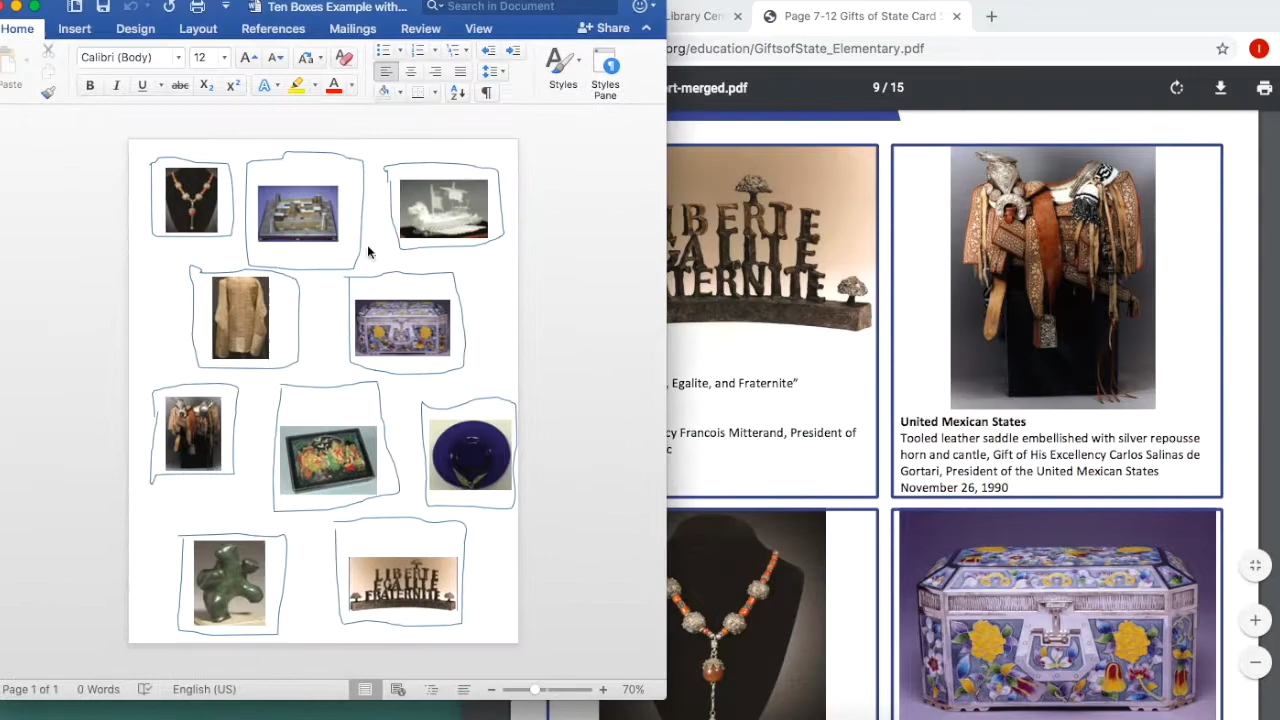 Ten Boxes Example with...
Search in Document
Home
Insert
Design
Layout
References
Mailings
Review
View
Share
Paste
Calibri (Body)
12
Styles
Styles
Pane
LIBERTE
EGALITE
FRATERNITE
Page 1 of 1
0 Words
English (US)
70%
Library Cen
Page 7-12 Gifts of State Card S
org/education/GiftsofState_Elementary.pdf
rt-merged.pdf
9 / 15
IBERTE
GALITE
TERNITE
, Egalite, and Fraternite"
cy Francois Mitterand, President of
c
United Mexican States
Tooled leather saddle embellished with silver repousse
horn and cantle, Gift of His Excellency Carlos Salinas de
Gortari, President of the United Mexican States
November 26, 1990